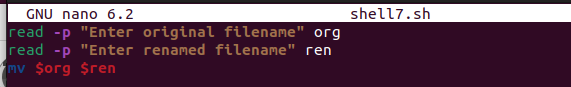 GNU nano 6.2 shell7.sh
read -p "Enter original filename" org
read -p "Enter renamed filename" ren
mv $org $ren